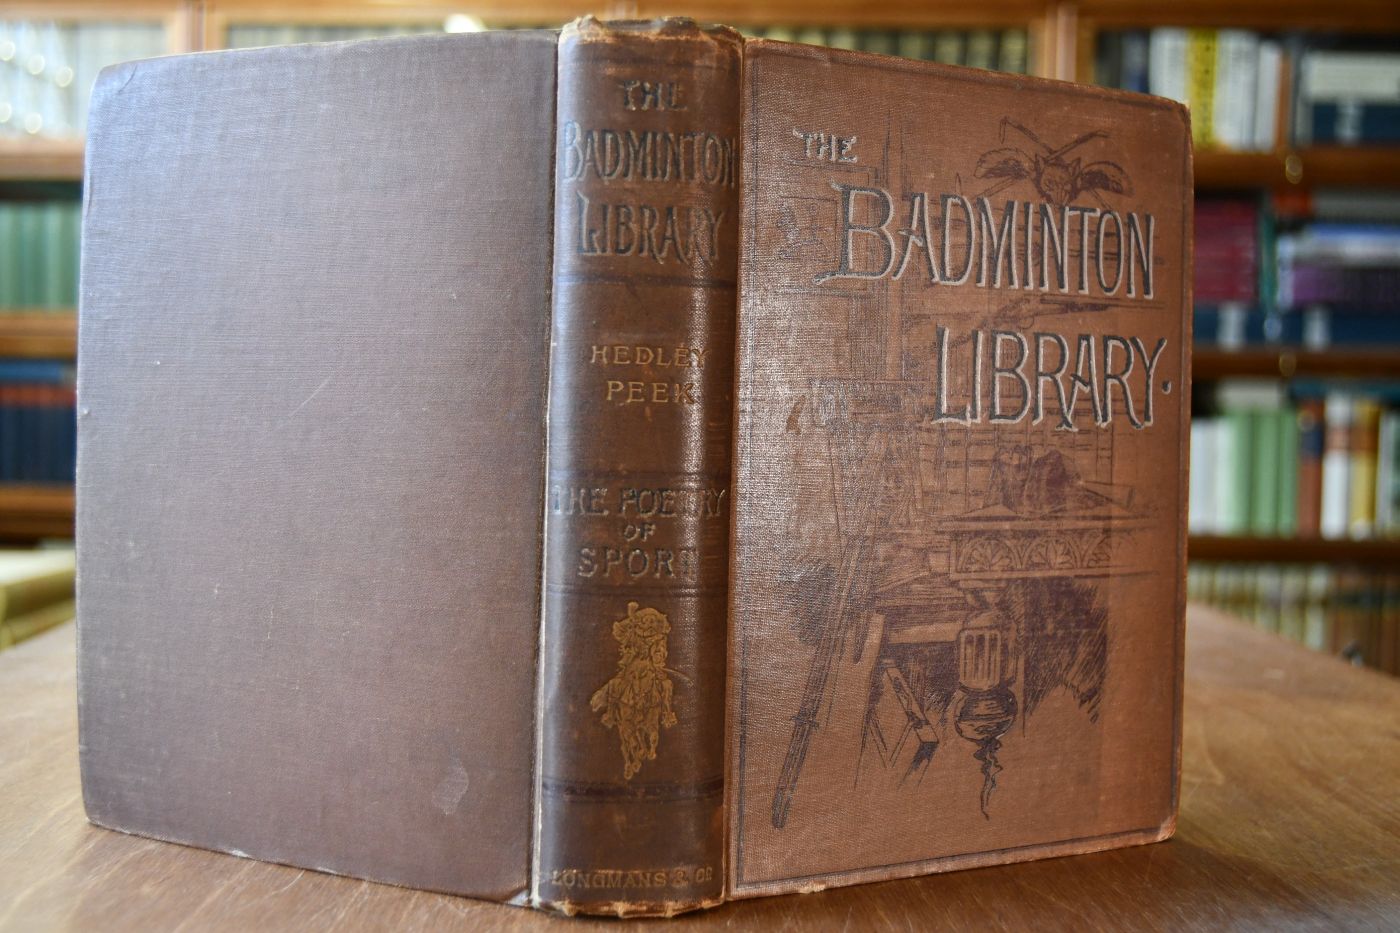 THE
BADMINTON
LIBRARY
HEDLEY
PEEK
THE POETRY
OF
SPORT
LONGMANS & Co
THE
BADMINTON
LIBRARY.